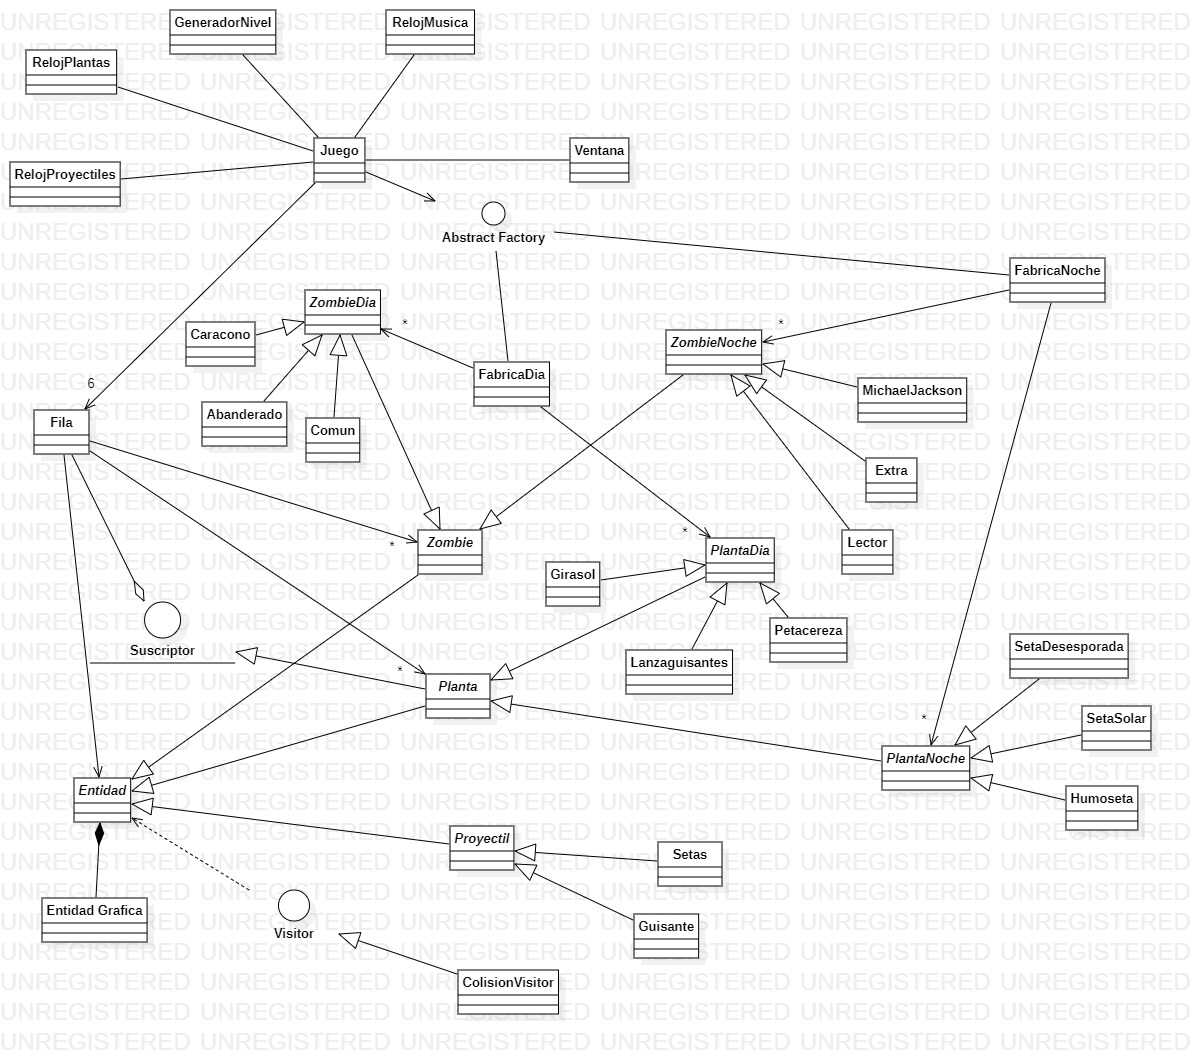 GeneradorNivel
RelojMusica
RelojPlantas
Juego
Ventana
RelojProyectiles
Abstract Factory
FabricaNoche
ZombieDia
*
*
Caracono
ZombieNoche
FabricaDia
6
MichaelJackson
Abanderado
Fila
Comun
Extra
*
*
Zombie
Lector
PlantaDia
Girasol
Petacereza
Suscriptor
SetaDesesporada
Lanzaguisantes
*
Planta
*
SetaSolar
PlantaNoche
Entidad
Humoseta
Proyectil
Setas
Entidad Grafica
Visitor
Guisante
ColisionVisitor
UNREGISTERED UNREGISTERED UNREGISTERED UNREGISTERED UNREGISTERED UNREGISTERED